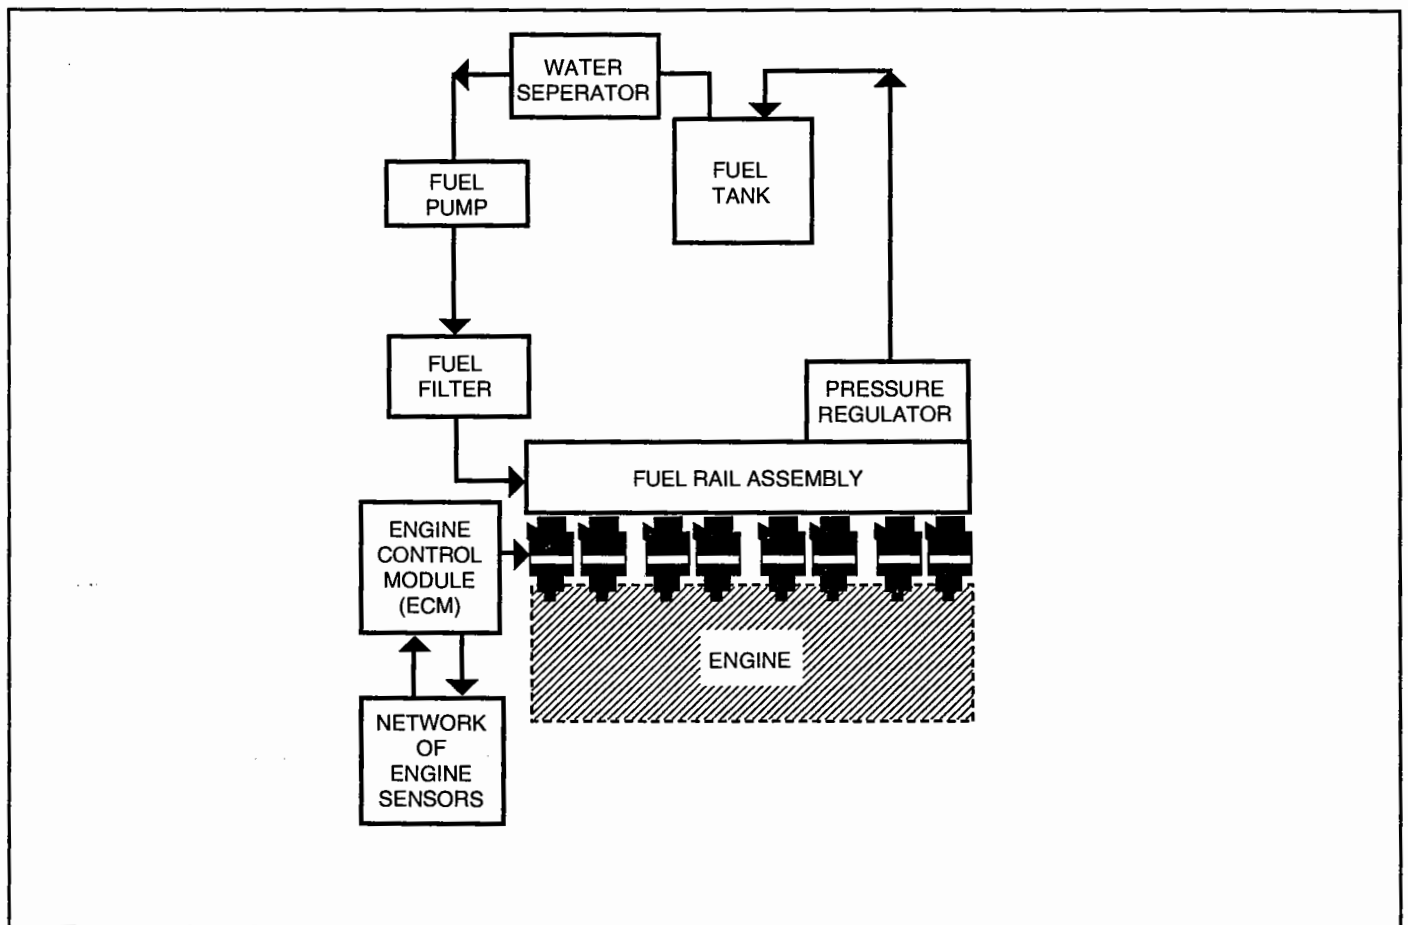 WATER
SEPERATOR
FUEL
TANK
FUEL
PUMP
FUEL
FILTER
PRESSURE
REGULATOR
FUEL RAIL ASSEMBLY
ENGINE
CONTROL
MODULE
(ECM)
ENGINE
NETWORK
OF
ENGINE
SENSORS